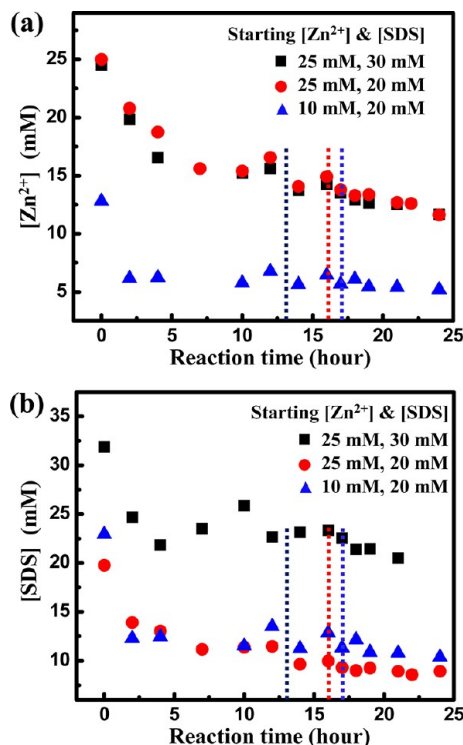 (a)
Starting [Zn²⁺] & [SDS]
25 mM, 30 mM
25 mM, 20 mM
10 mM, 20 mM
[Zn²⁺] (mM)
25
20
15
10
5
0 5 10 15 20 25
Reaction time (hour)
(b)
Starting [Zn²⁺] & [SDS]
25 mM, 30 mM
25 mM, 20 mM
10 mM, 20 mM
[SDS] (mM)
35
30
25
20
15
10
0 5 10 15 20 25
Reaction time (hour)